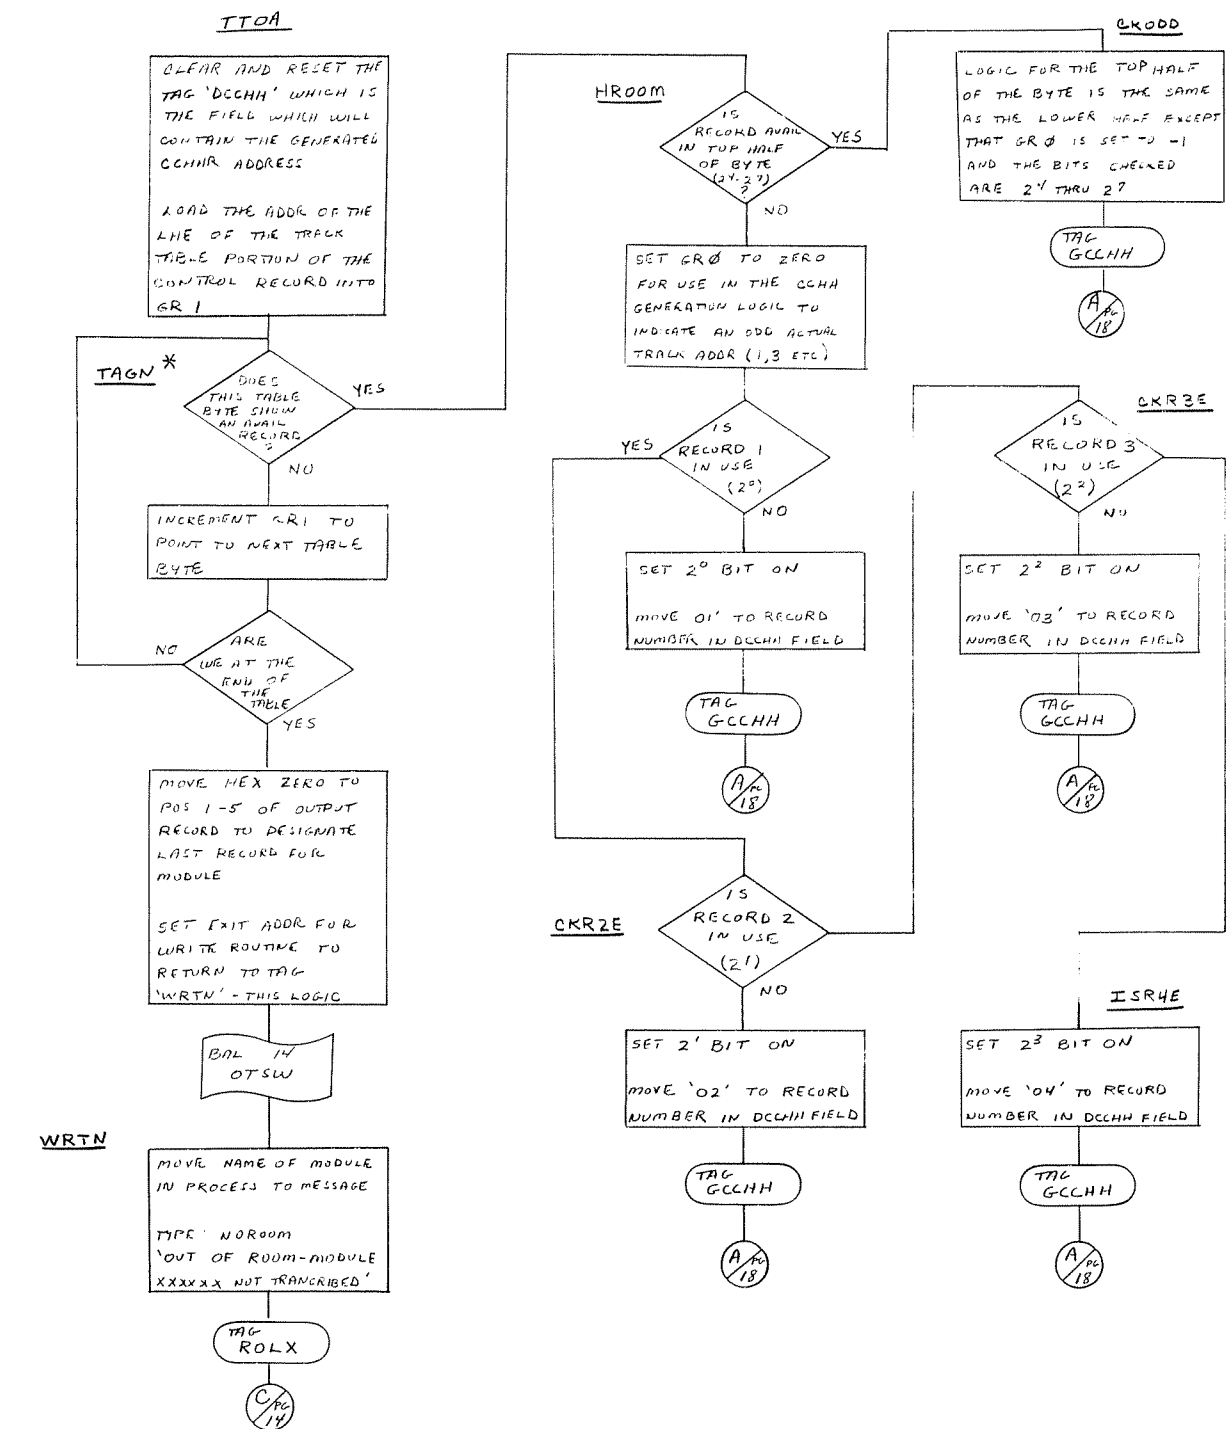 TTOA
CLEAR AND RESET THE
TAG 'DCCHH' WHICH IS
THE FIELD WHICH WILL
CONTAIN THE GENERATED
CCHHR ADDRESS
LOAD THE ADDR OF THE
LHE OF THE TRACK
TABLE PORTION OF THE
CONTROL RECORD INTO
GR 1
TAGN *
DOES
THIS TABLE
BYTE SHOW
AN AVAIL
RECORD
?
YES
NO
INCREMENT GR1 TO
POINT TO NEXT TABLE
BYTE
ARE
WE AT THE
END OF
THE
TABLE
NO
YES
MOVE HEX ZERO TO
POS 1-5 OF OUTPUT
RECORD TO DESIGNATE
LAST RECORD FOR
MODULE
SET EXIT ADDR FOR
WRITE ROUTINE TO
RETURN TO TAG
'WRTN' - THIS LOGIC
BAL 14
OTSW
WRTN
MOVE NAME OF MODULE
IN PROCESS TO MESSAGE
TYPE NOROOM
'OUT OF ROOM-MODULE
XXXXXX NOT TRANCRIBED'
TAG
ROLX
C/PG
14
HROOM
IS
RECORD AVAIL
IN TOP HALF
OF BYTE
(2⁴-2⁷)
?
YES
NO
SET GRØ TO ZERO
FOR USE IN THE CCHH
GENERATION LOGIC TO
INDICATE AN ODD ACTUAL
TRACK ADDR (1,3 ETC)
IS
RECORD 1
IN USE
(2⁰)
YES
NO
SET 2⁰ BIT ON
MOVE 01' TO RECORD
NUMBER IN DCCHH FIELD
TAG
GCCHH
A/PG
18
CKR2E
IS
RECORD 2
IN USE
(2¹)
NO
SET 2¹ BIT ON
MOVE '02' TO RECORD
NUMBER IN DCCHH FIELD
TAG
GCCHH
A/PG
18
CKODD
LOGIC FOR THE TOP HALF
OF THE BYTE IS THE SAME
AS THE LOWER HALF EXCEPT
THAT GR Ø IS SET TO -1
AND THE BITS CHECKED
ARE 2⁴ THRU 2⁷
TAG
GCCHH
A/PG
18
CKR3E
IS
RECORD 3
IN USE
(2²)
NO
SET 2² BIT ON
MOVE '03' TO RECORD
NUMBER IN DCCHH FIELD
TAG
GCCHH
A/PG
18
ISR4E
SET 2³ BIT ON
MOVE '04' TO RECORD
NUMBER IN DCCHH FIELD
TAG
GCCHH
A/PG
18